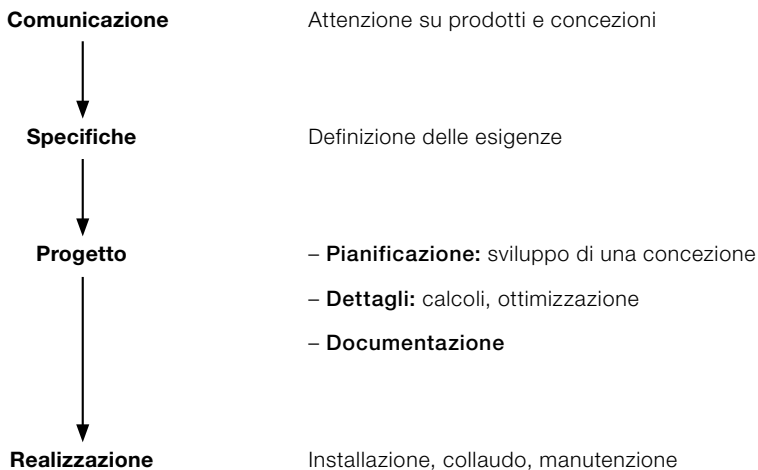 Comunicazione Attenzione su prodotti e concezioni
Specifiche Definizione delle esigenze
Progetto – Pianificazione: sviluppo di una concezione
– Dettagli: calcoli, ottimizzazione
– Documentazione
Realizzazione Installazione, collaudo, manutenzione